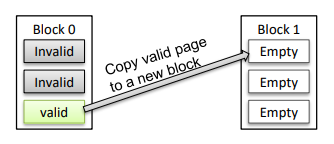 Block 0
Invalid
Invalid
valid
Copy valid page
to a new block
Block 1
Empty
Empty
Empty